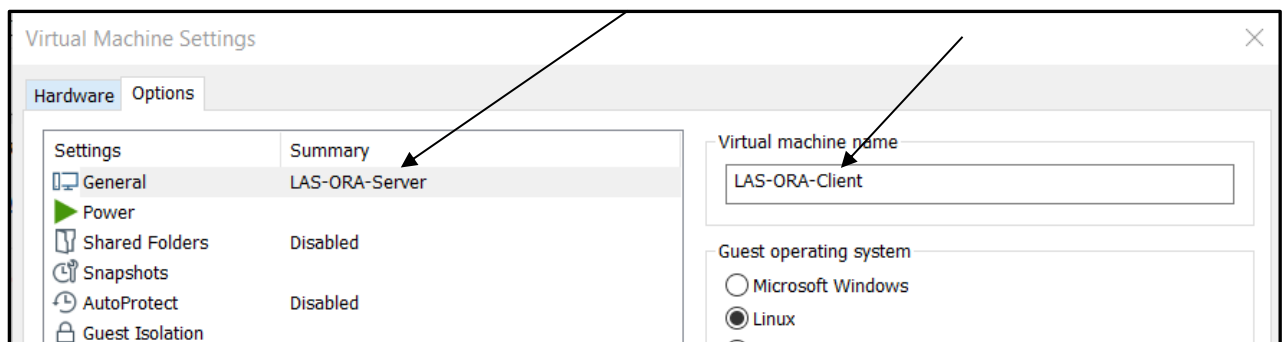 Virtual Machine Settings
Hardware Options
Settings Summary
General LAS-ORA-Server
Power
Shared Folders Disabled
Snapshots
AutoProtect Disabled
Guest Isolation
Virtual machine name
LAS-ORA-Client
Guest operating system
Microsoft Windows
Linux